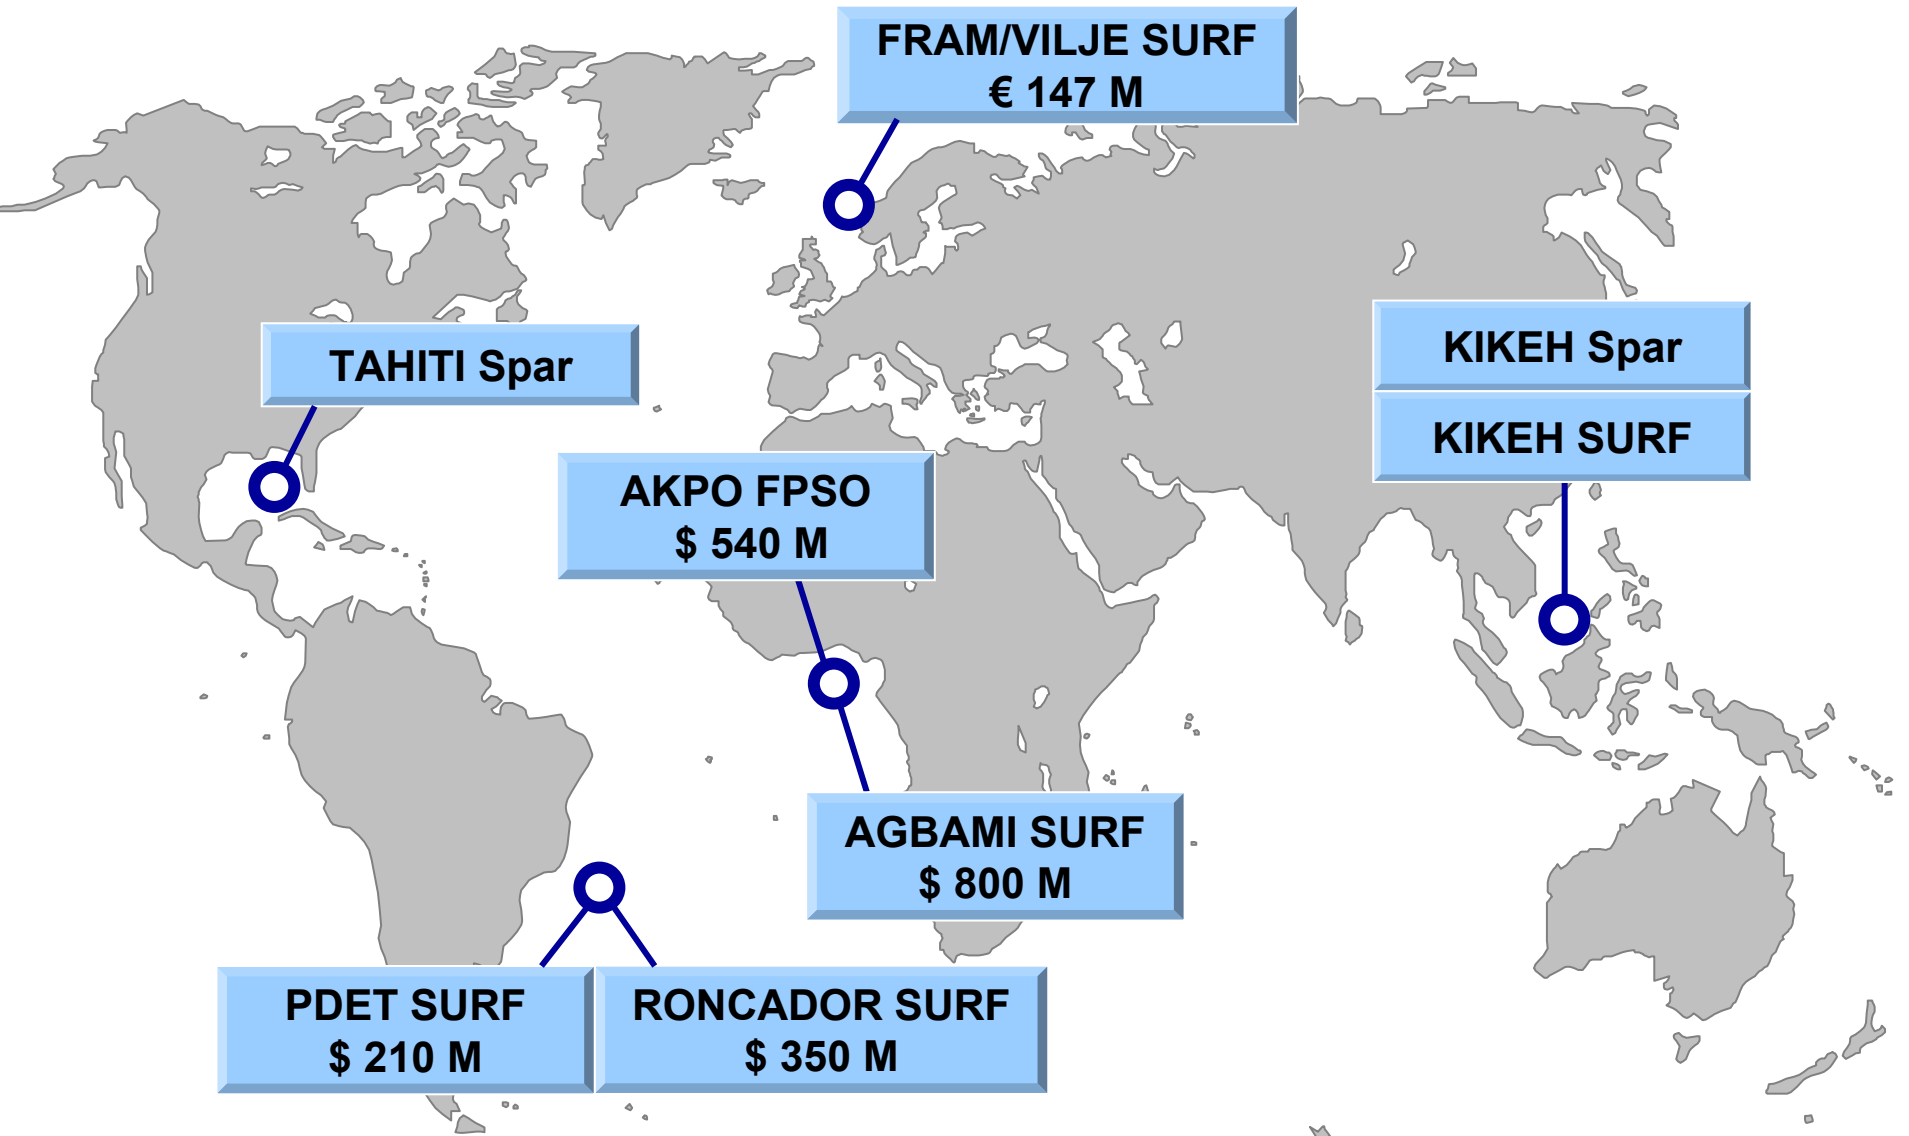 FRAM/VILJE SURF
€ 147 M
TAHITI Spar
KIKEH Spar
KIKEH SURF
AKPO FPSO
$ 540 M
AGBAMI SURF
$ 800 M
PDET SURF
$ 210 M
RONCADOR SURF
$ 350 M